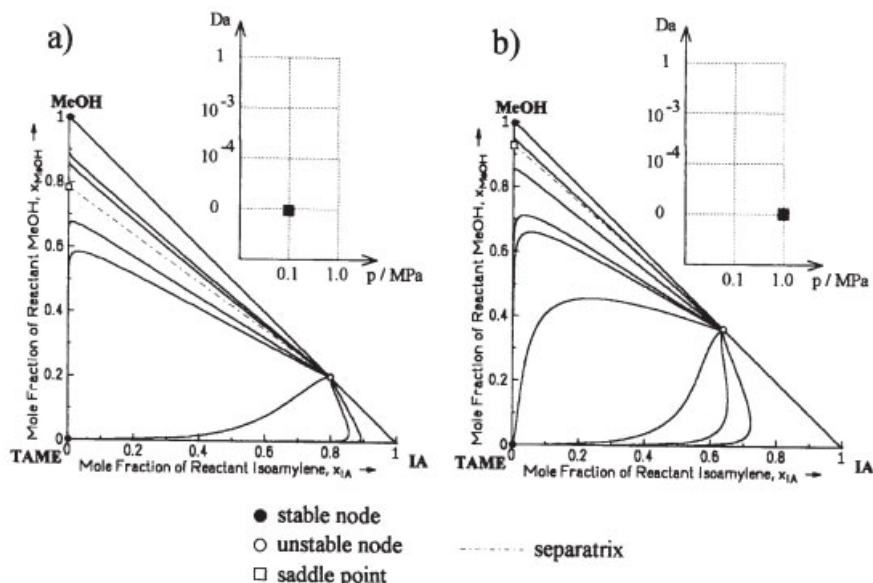 a)
Da
1
10⁻³
10⁻⁴
0
0.1
1.0
p / MPa
MeOH
1
0.8
0.6
0.4
0.2
0
Mole Fraction of Reactant MeOH, x_MeOH →
0
0.2
0.4
0.6
0.8
1
TAME
Mole Fraction of Reactant Isoamylene, x_IA →
IA
b)
Da
1
10⁻³
10⁻⁴
0
0.1
1.0
p / MPa
MeOH
1
0.8
0.6
0.4
0.2
0
Mole Fraction of Reactant MeOH, x_MeOH →
0
0.2
0.4
0.6
0.8
1
TAME
Mole Fraction of Reactant Isoamylene, x_IA →
IA
stable node
unstable node
saddle point
separatrix